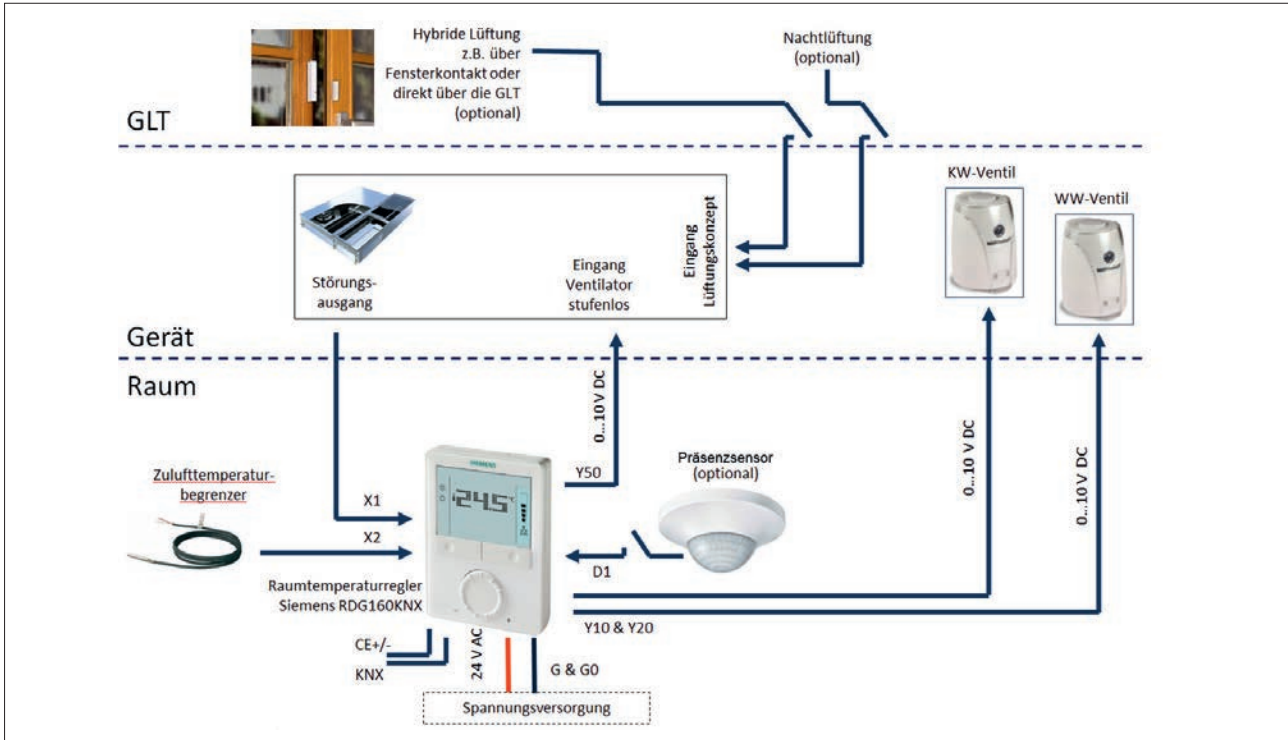 Hybride Lüftung
z.B. über
Fensterkontakt oder
direkt über die GLT
(optional)
Nachtlüftung
(optional)
GLT
KW-Ventil
WW-Ventil
Störungs-
ausgang
Eingang
Ventilator
stufenlos
Eingang
Lüftungskonzept
Gerät
Raum
0...10 V DC
0...10 V DC
0...10 V DC
Zulufttemperatur-
begrenzer
X1
X2
Y50
Präsenzsensor
(optional)
D1
SIEMENS
24.5°C
Raumtemperaturregler
Siemens RDG160KNX
Y10 & Y20
CE+/-
KNX
24 V AC
G & G0
Spannungsversorgung